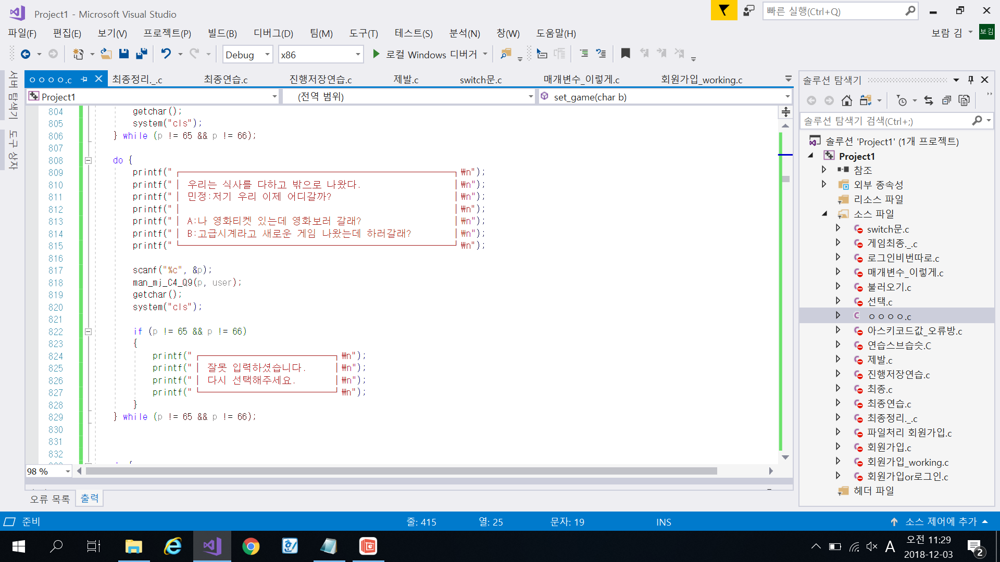 Project1 - Microsoft Visual Studio
빠른 실행(Ctrl+Q)
파일(F) 편집(E) 보기(V) 프로젝트(P) 빌드(B) 디버그(D) 팀(M) 도구(T) 테스트(S) 분석(N) 창(W) 도움말(H)
보람 김
보김
Debug x86 로컬 Windows 디버거
서버 탐색기
도구 상자
ㅇㅇㅇㅇ.c 최종정리._.c 최종연습.c 진행저장연습.c 제발.c switch문.c 매개변수_이렇게.c 회원가입_working.c
Project1 (전역 범위) set_game(char b)
804 getchar();
805 system("cls");
806 } while (p != 65 && p != 66);
807
808 do {
809 printf("┌───────────────────────────┐\n");
810 printf("│ 우리는 식사를 다하고 밖으로 나왔다. │\n");
811 printf("│ 민정:저기 우리 이제 어디갈까? │\n");
812 printf("│ │\n");
813 printf("│ A:나 영화티켓 있는데 영화보러 갈래? │\n");
814 printf("│ B:고급시계라고 새로운 게임 나왔는데 하러갈래? │\n");
815 printf("└───────────────────────────┘\n");
816
817 scanf("%c", &p);
818 man_mj_C4_Q9(p, user);
819 getchar();
820 system("cls");
821
822 if (p != 65 && p != 66)
823 {
824 printf("┌─────────────┐\n");
825 printf("│ 잘못 입력하셨습니다. │\n");
826 printf("│ 다시 선택해주세요. │\n");
827 printf("└─────────────┘\n");
828 }
829 } while (p != 65 && p != 66);
830
831
832
98 %
오류 목록 출력
솔루션 탐색기
솔루션 탐색기 검색(Ctrl+;)
솔루션 'Project1' (1개 프로젝트)
Project1
참조
외부 종속성
리소스 파일
소스 파일
switch문.c
게임최종._.c
로그인비번따로.c
매개변수_이렇게.c
불러오기.c
선택.c
ㅇㅇㅇㅇ.c
아스키코드값_오류방.c
연습스브습슷.C
제발.c
진행저장연습.c
최종.c
최종연습.c
최종정리._.c
파일처리 회원가입.c
회원가입.c
회원가입_working.c
회원가입or로그인.c
헤더 파일
준비 줄: 415 열: 25 문자: 19 INS 소스 제어에 추가
A 오전 11:29
2018-12-03
2